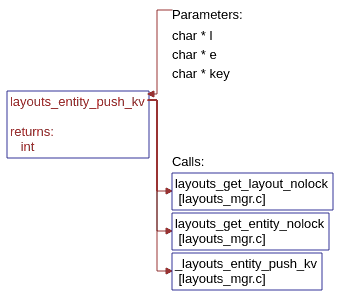 Parameters:
char * l
char * e
char * key
layouts_entity_push_kv
returns:
int
Calls:
layouts_get_layout_nolock
[layouts_mgr.c]
layouts_get_entity_nolock
[layouts_mgr.c]
_layouts_entity_push_kv
[layouts_mgr.c]